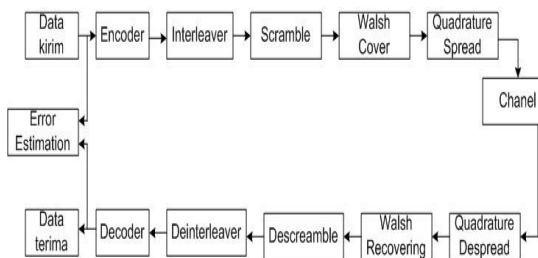 Data
kirim
Encoder
Interleaver
Scramble
Walsh
Cover
Quadrature
Spread
Chanel
Error
Estimation
Data
terima
Decoder
Deinterleaver
Descreamble
Walsh
Recovering
Quadrature
Despread